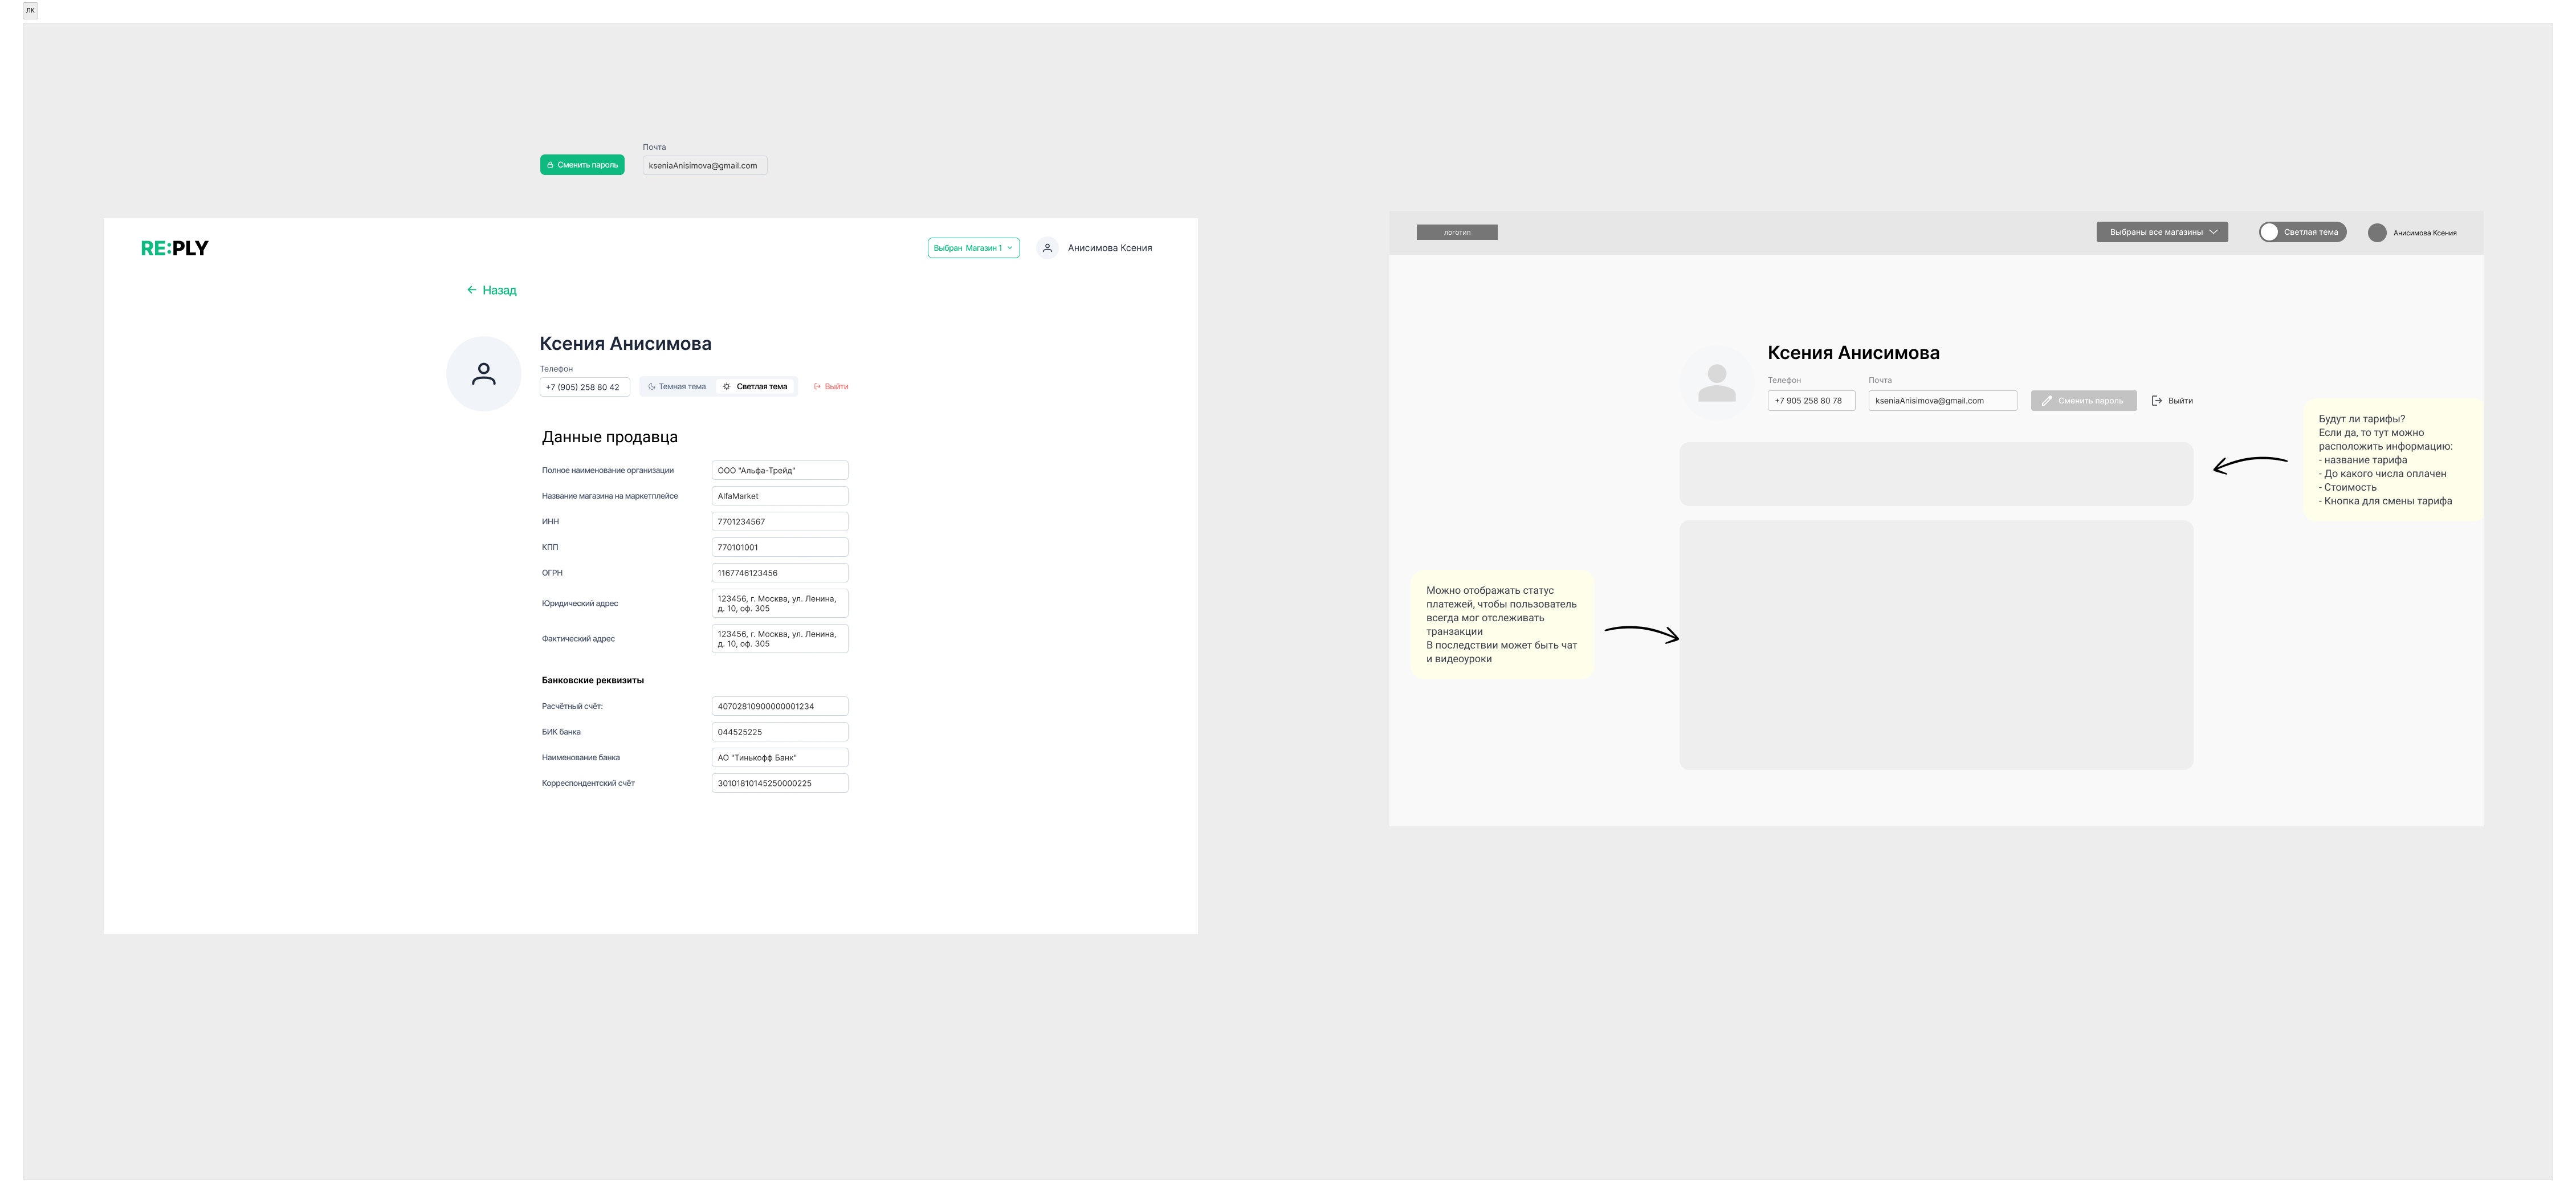 ЛК
Почта
Сменить пароль
kseniaAnisimova@gmail.com
RE:PLY
Выбран Магазин 1
Анисимова Ксения
Назад
Ксения Анисимова
Телефон
+7 (905) 258 80 42
Темная тема
Светлая тема
Выйти
Данные продавца
Полное наименование организации
ООО "Альфа-Трейд"
Название магазина на маркетплейсе
AlfaMarket
ИНН
7701234567
КПП
770101001
ОГРН
1167746123456
Юридический адрес
123456, г. Москва, ул. Ленина,
д. 10, оф. 305
Фактический адрес
123456, г. Москва, ул. Ленина,
д. 10, оф. 305
Банковские реквизиты
Расчётный счёт:
40702810900000001234
БИК банка
044525225
Наименование банка
АО "Тинькофф Банк"
Корреспондентский счёт
30101810145250000225
логотип
Выбраны все магазины
Светлая тема
Анисимова Ксения
Ксения Анисимова
Телефон
Почта
+7 905 258 80 78
kseniaAnisimova@gmail.com
Сменить пароль
Выйти
Будут ли тарифы?
Если да, то тут можно
расположить информацию:
- название тарифа
- До какого числа оплачен
- Стоимость
- Кнопка для смены тарифа
Можно отображать статус
платежей, чтобы пользователь
всегда мог отслеживать
транзакции
В последствии может быть чат
и видеоуроки